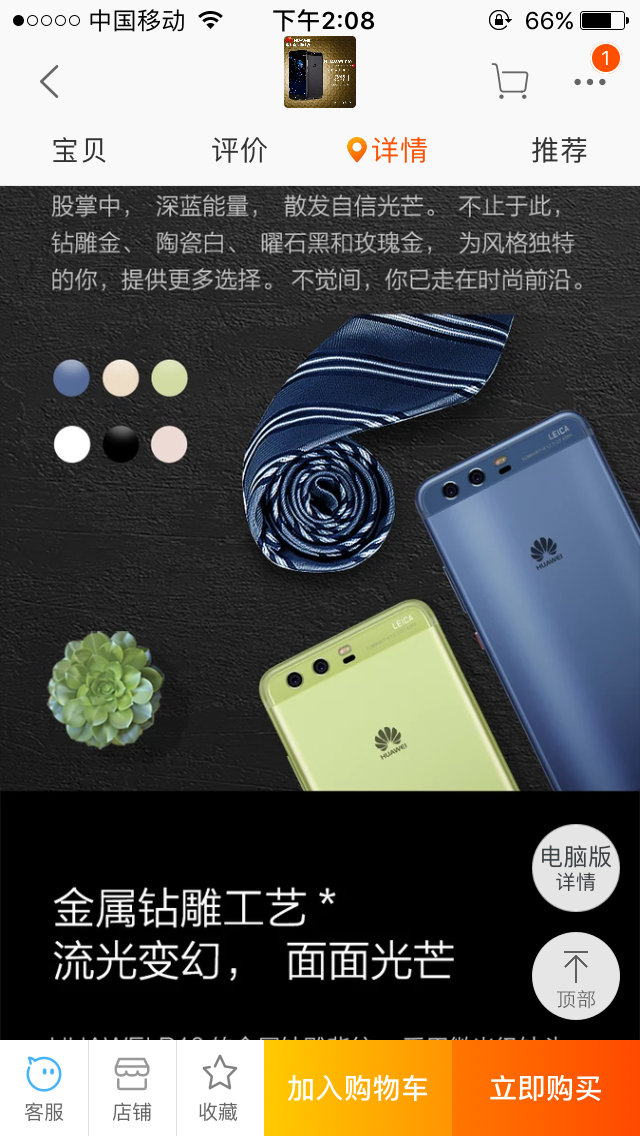 中国移动
下午2:08
66%
1
宝贝
评价
详情
推荐
股掌中， 深蓝能量， 散发自信光芒。 不止于此，
钻雕金、 陶瓷白、 曜石黑和玫瑰金， 为风格独特
的你，提供更多选择。 不觉间，你已走在时尚前沿。
LEICA
HUAWEI
LEICA
HUAWEI
电脑版
详情
金属钻雕工艺 *
流光变幻， 面面光芒
顶部
客服
店铺
收藏
加入购物车
立即购买